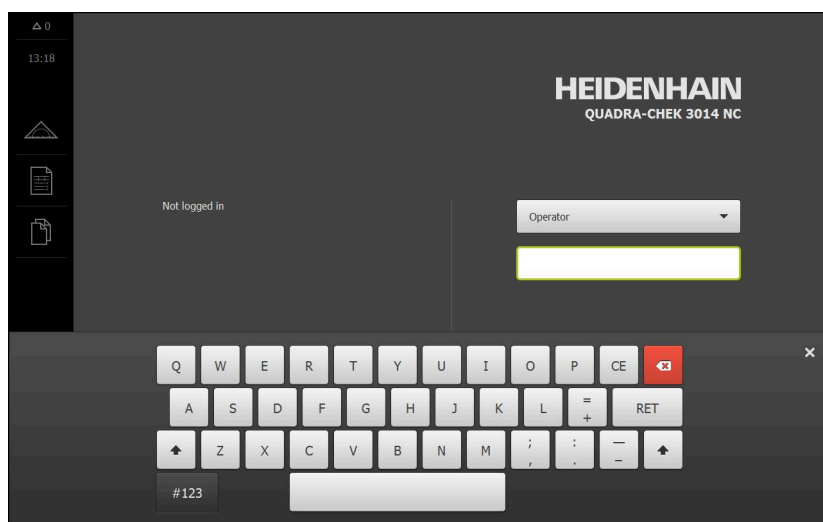 0
13:18
HEIDENHAIN
QUADRA-CHEK 3014 NC
Not logged in
Operator
Q W E R T Y U I O P CE
A S D F G H J K L = + RET
Z X C V B N M ; , : . — –
#123